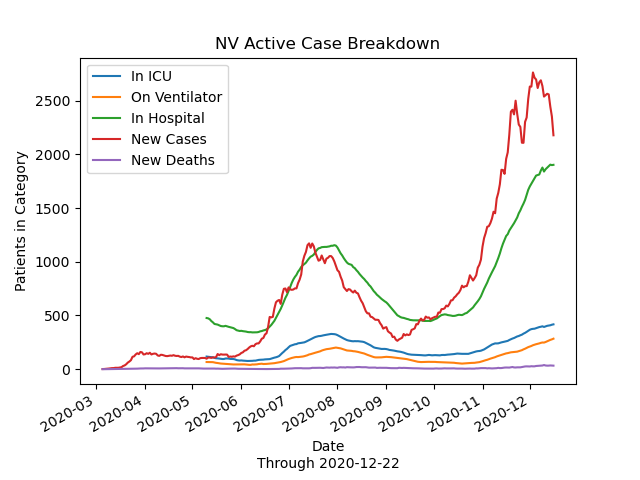 NV Active Case Breakdown
In ICU
On Ventilator
In Hospital
New Cases
New Deaths
Patients in Category
2500
2000
1500
1000
500
0
2020-03
2020-04
2020-05
2020-06
2020-07
2020-08
2020-09
2020-10
2020-11
2020-12
Date
Through 2020-12-22